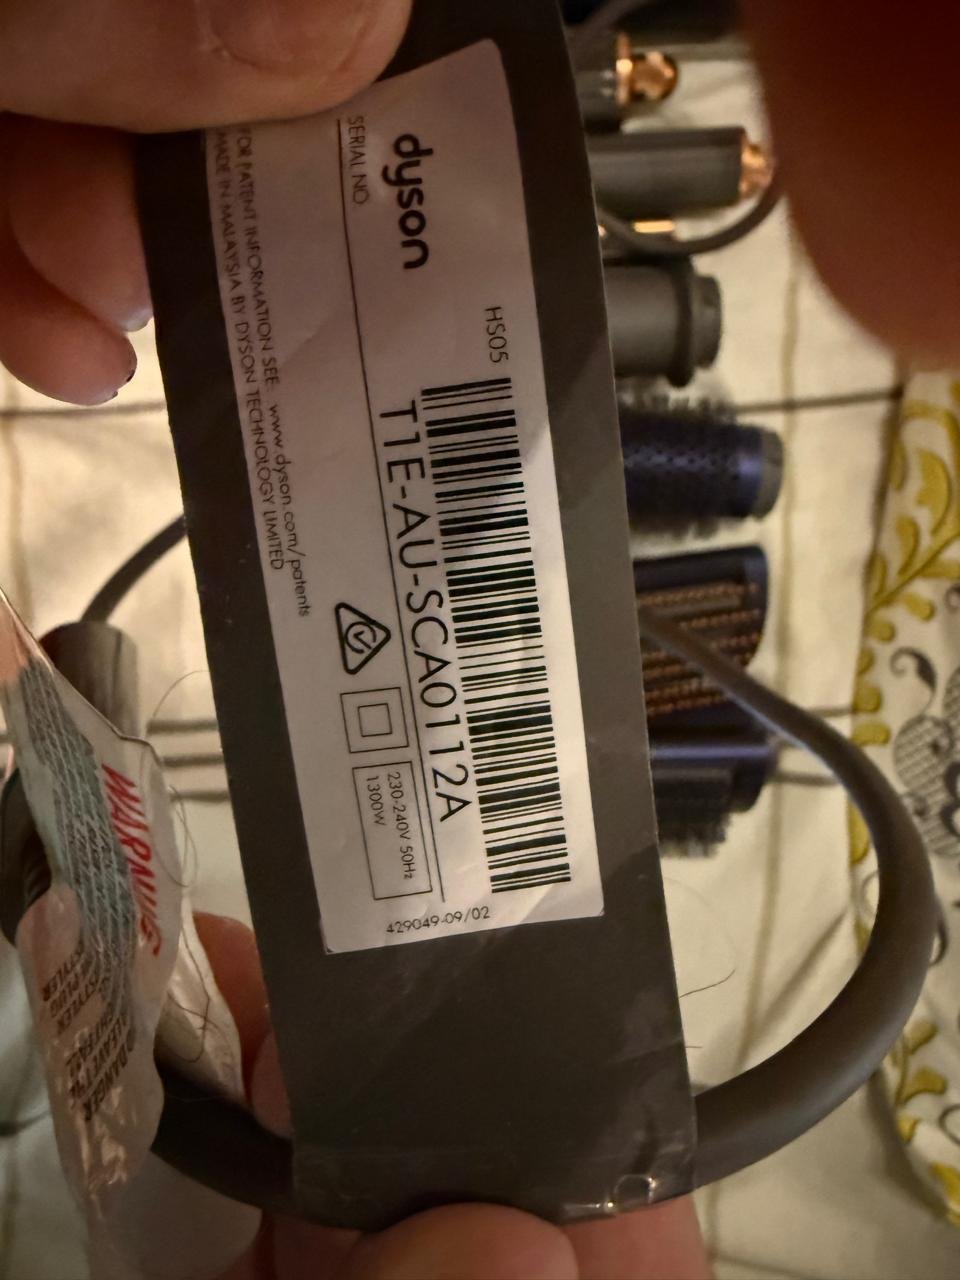 dyson
HS05
SERIAL NO.
T1E-AU-SCA0112A
230-240V 50Hz
1300W
429049-09/02
FOR PATENT INFORMATION SEE: www.dyson.com/patents
MADE IN MALAYSIA BY DYSON TECHNOLOGY LIMITED
WARNING
DANGER